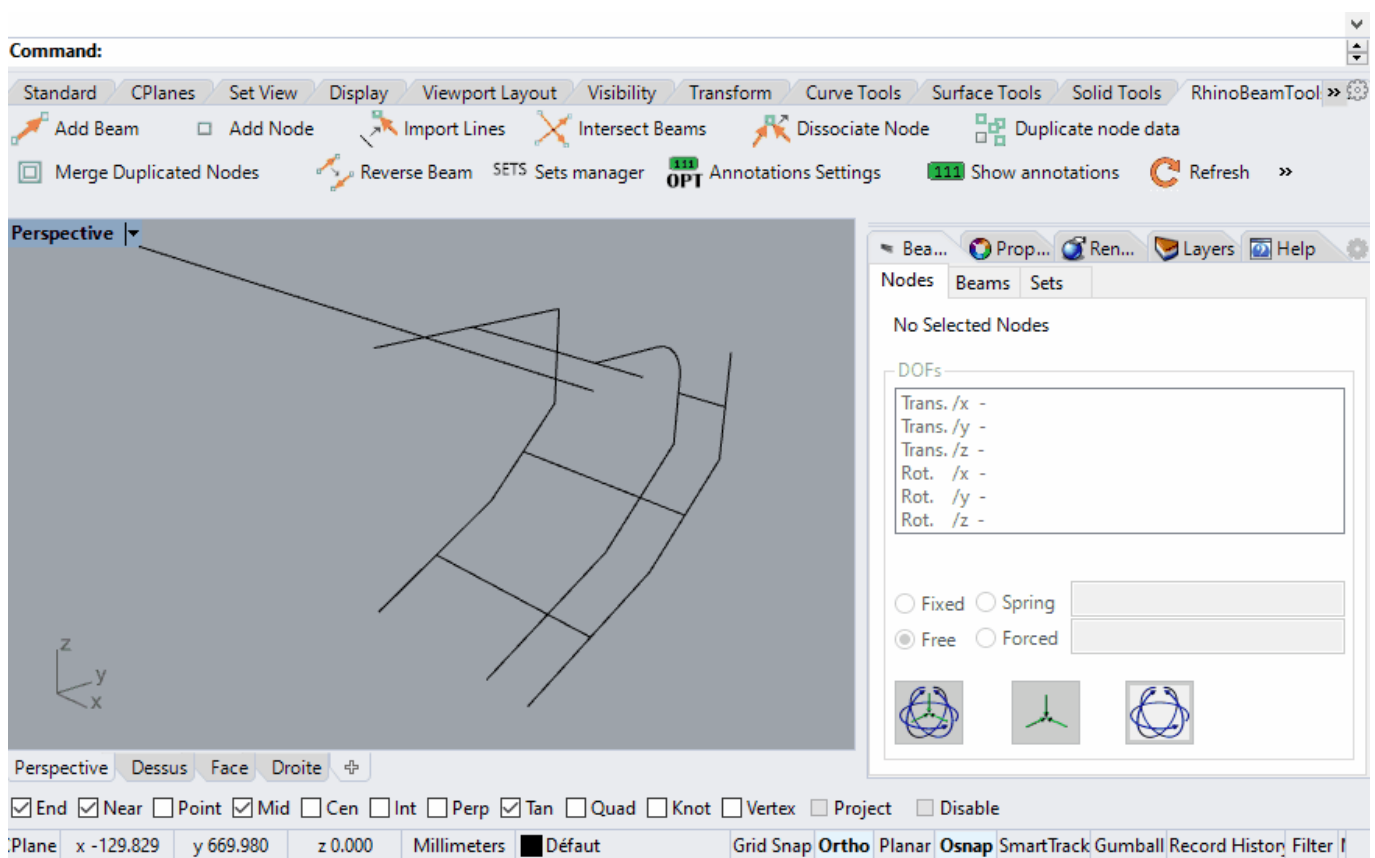 Command:
Standard CPlanes Set View Display Viewport Layout Visibility Transform Curve Tools Surface Tools Solid Tools RhinoBeamTool »
Add Beam Add Node Import Lines Intersect Beams Dissociate Node Duplicate node data
Merge Duplicated Nodes Reverse Beam SETS Sets manager 111 OPT Annotations Settings 111 Show annotations Refresh »
Perspective
Bea... Prop... Ren... Layers Help
Nodes Beams Sets
No Selected Nodes
DOFs
Trans. /x -
Trans. /y -
Trans. /z -
Rot. /x -
Rot. /y -
Rot. /z -
Fixed Spring
Free Forced
z
y
x
Perspective Dessus Face Droite
End Near Point Mid Cen Int Perp Tan Quad Knot Vertex Project Disable
CPlane x -129.829 y 669.980 z 0.000 Millimeters Défaut Grid Snap Ortho Planar Osnap SmartTrack Gumball Record History Filter